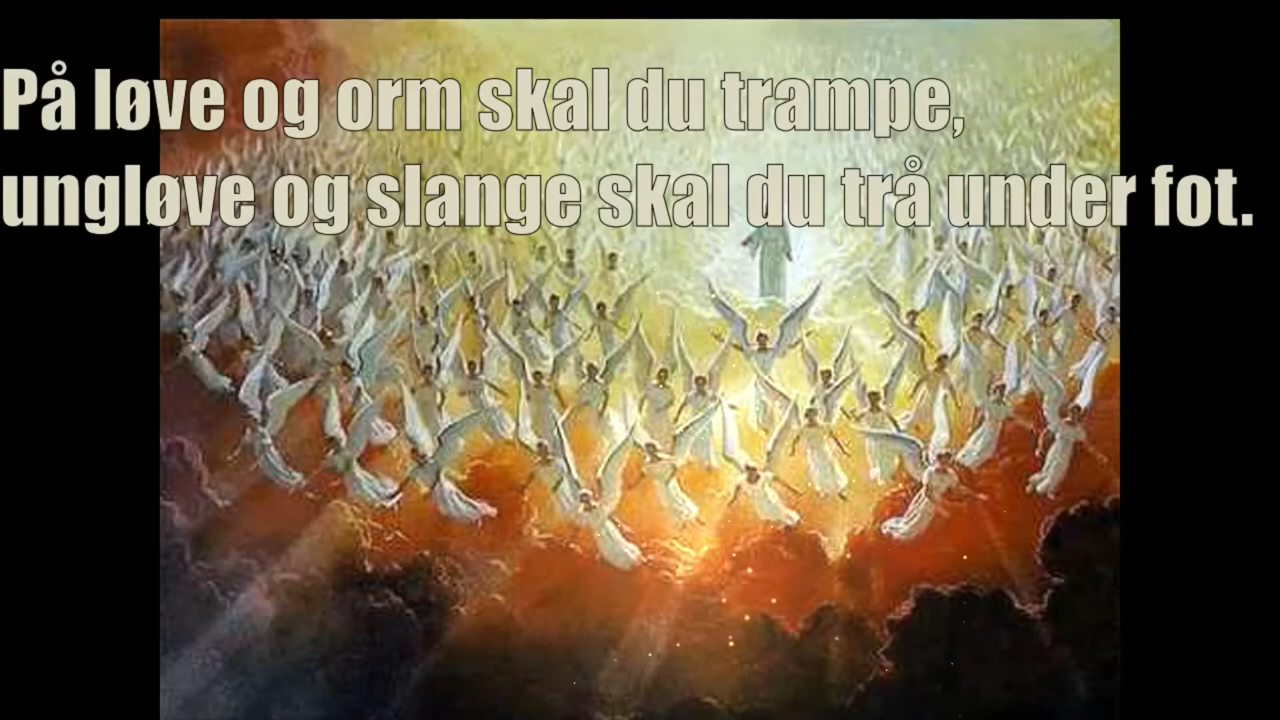 På løve og orm skal du trampe,
ungløve og slange skal du trå under fot.